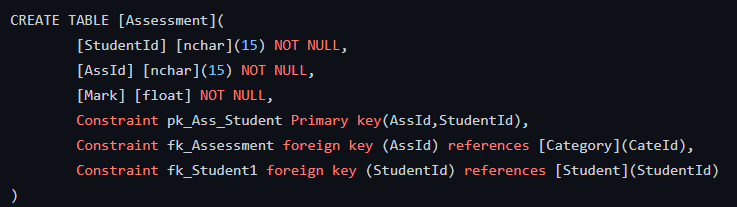 CREATE TABLE [Assessment](
[StudentId] [nchar](15) NOT NULL,
[AssId] [nchar](15) NOT NULL,
[Mark] [float] NOT NULL,
Constraint pk_Ass_Student Primary key(AssId,StudentId),
Constraint fk_Assessment foreign key (AssId) references [Category](CateId),
Constraint fk_Student1 foreign key (StudentId) references [Student](StudentId)
)